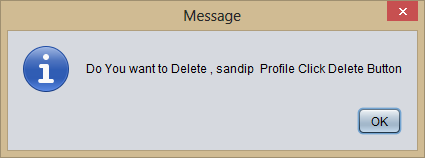 Message
Do You want to Delete , sandip  Profile Click Delete Button
OK